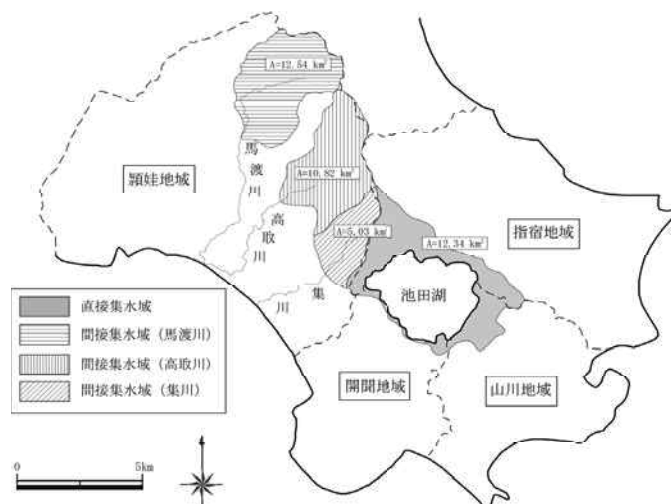 A=12.54 km²
馬渡川
A=10.82 km²
頴娃地域
高取川
A=5.03 km²
A=12.34 km²
指宿地域
集川
池田湖
直接集水域
間接集水域（馬渡川）
間接集水域（高取川）
間接集水域（集川）
開聞地域
山川地域
0 5km